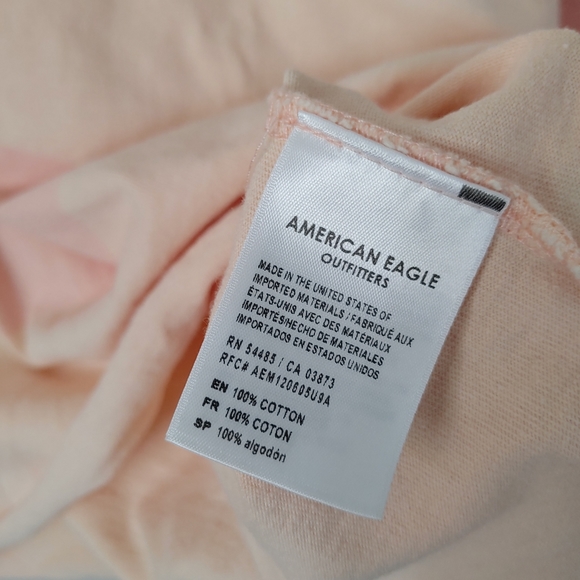 AMERICAN EAGLE
OUTFITTERS
MADE IN THE UNITED STATES OF
IMPORTED MATERIALS / FABRIQUÉ AUX
ÉTATS-UNIS AVEC DES MATÉRIAUX
IMPORTÉS/HECHO DE MATERIALES
IMPORTADOS EN ESTADOS UNIDOS
RN 54485 / CA 03873
RFC# AEM120605U9A
EN 100% COTTON
FR 100% COTON
SP 100% algodón